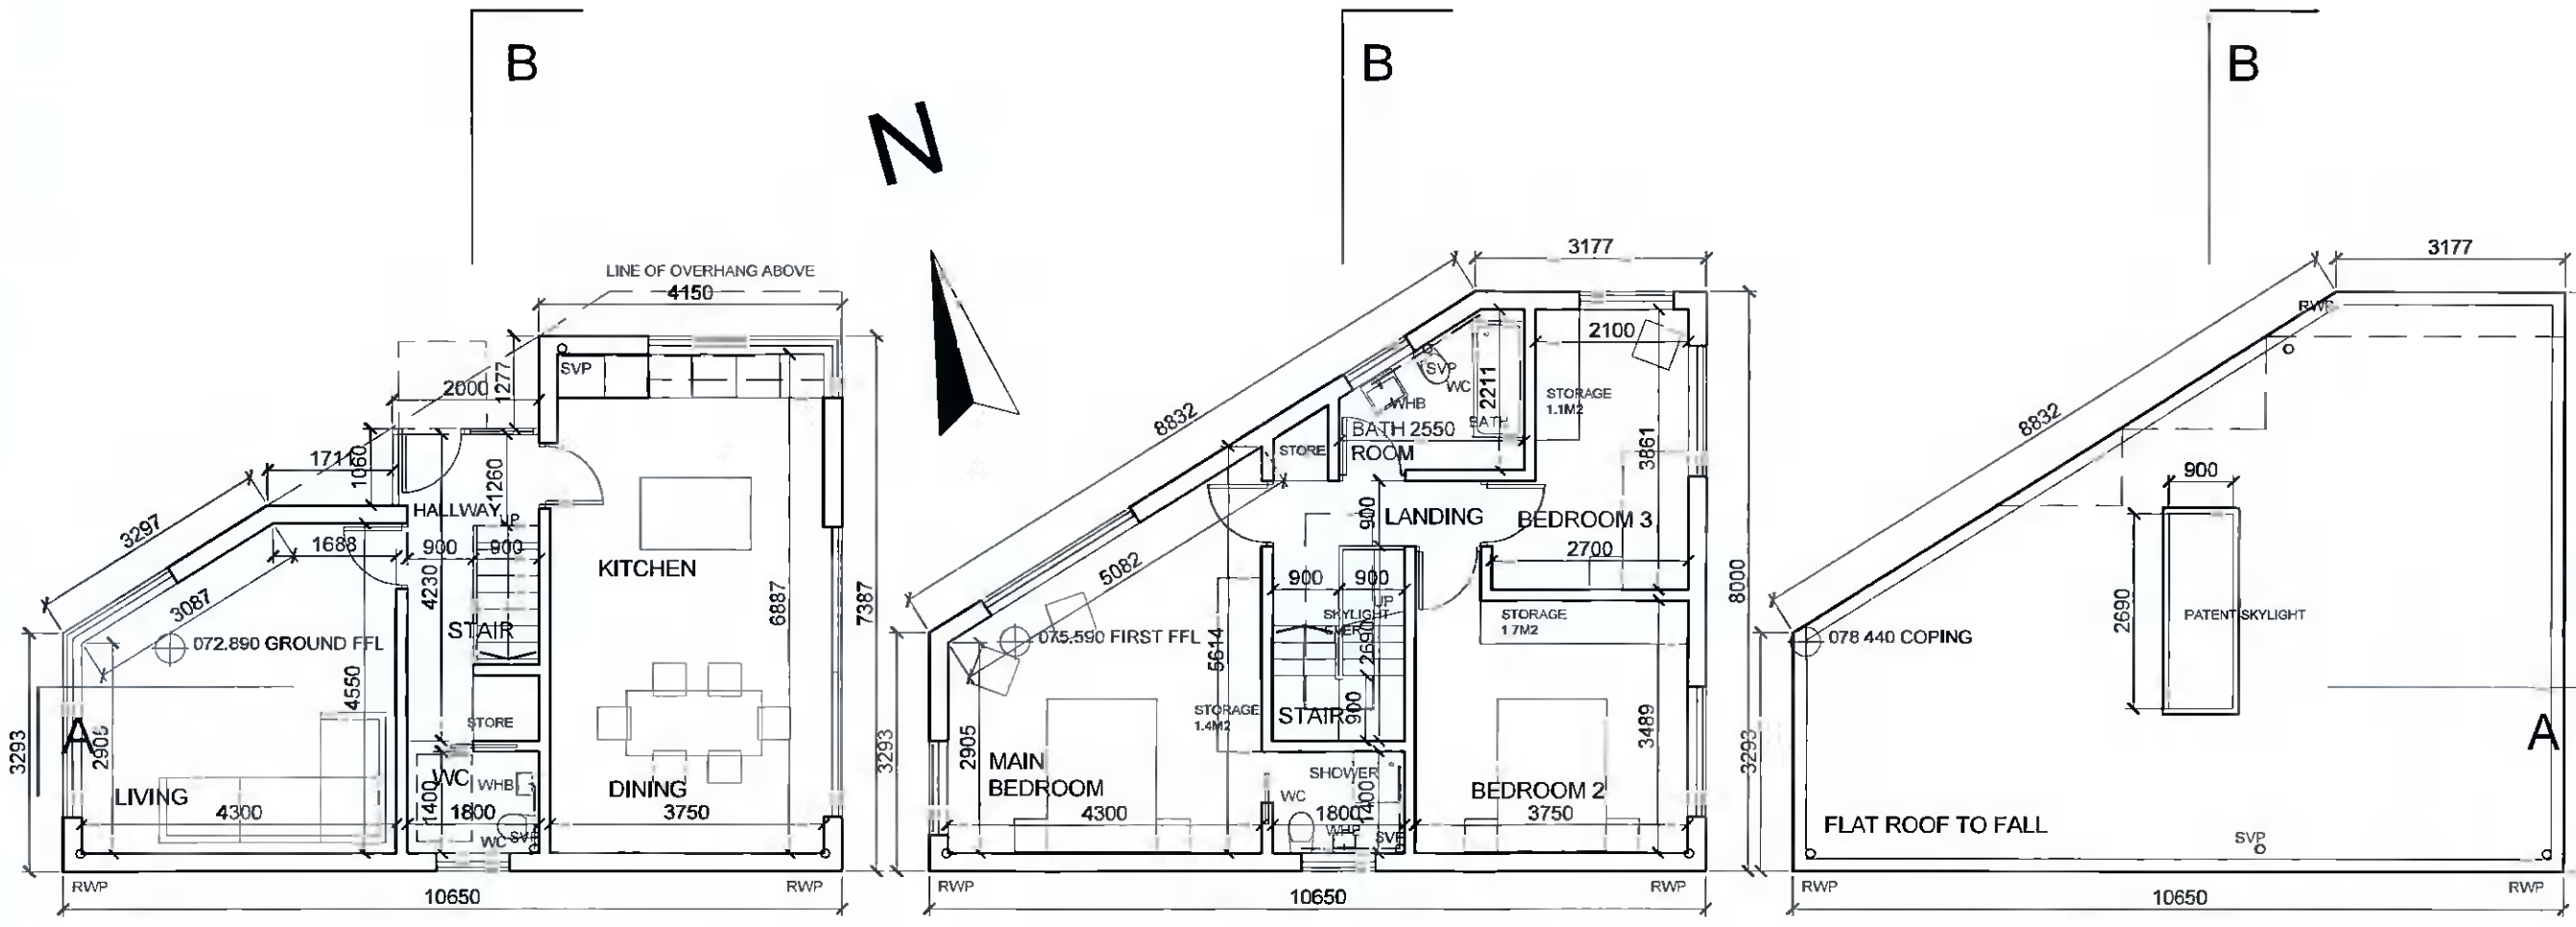 B
B
B
N
LINE OF OVERHANG ABOVE
4150
SVP
2000
1277
1711
1060
1260
HALLWAY
UP
3297
1688
900
900
KITCHEN
3087
4230
STAIR
6887
7387
072.890 GROUND FFL
4550
STORE
A
2905
3293
LIVING
4300
WC
WHB
1400
1800
WC
DINING
3750
RWP
RWP
10650
3177
8832
2100
SVP
WC
WHB
2211
BATH
STORAGE
1.1M2
STORE
BATH 2550
ROOM
3861
900
LANDING
BEDROOM 3
2700
5082
900
900
SKYLIGHT
UP
2690
STORAGE
1 7M2
8000
075.590 FIRST FFL
5614
STORAGE
1.4M2
STAIR
900
3489
2905
3293
MAIN
BEDROOM
4300
SHOWER
WC
1400
1800
BEDROOM 2
3750
RWP
RWP
10650
3177
RWP
8832
900
2690
PATENT SKYLIGHT
078 440 COPING
3293
A
FLAT ROOF TO FALL
SVP
RWP
RWP
10650